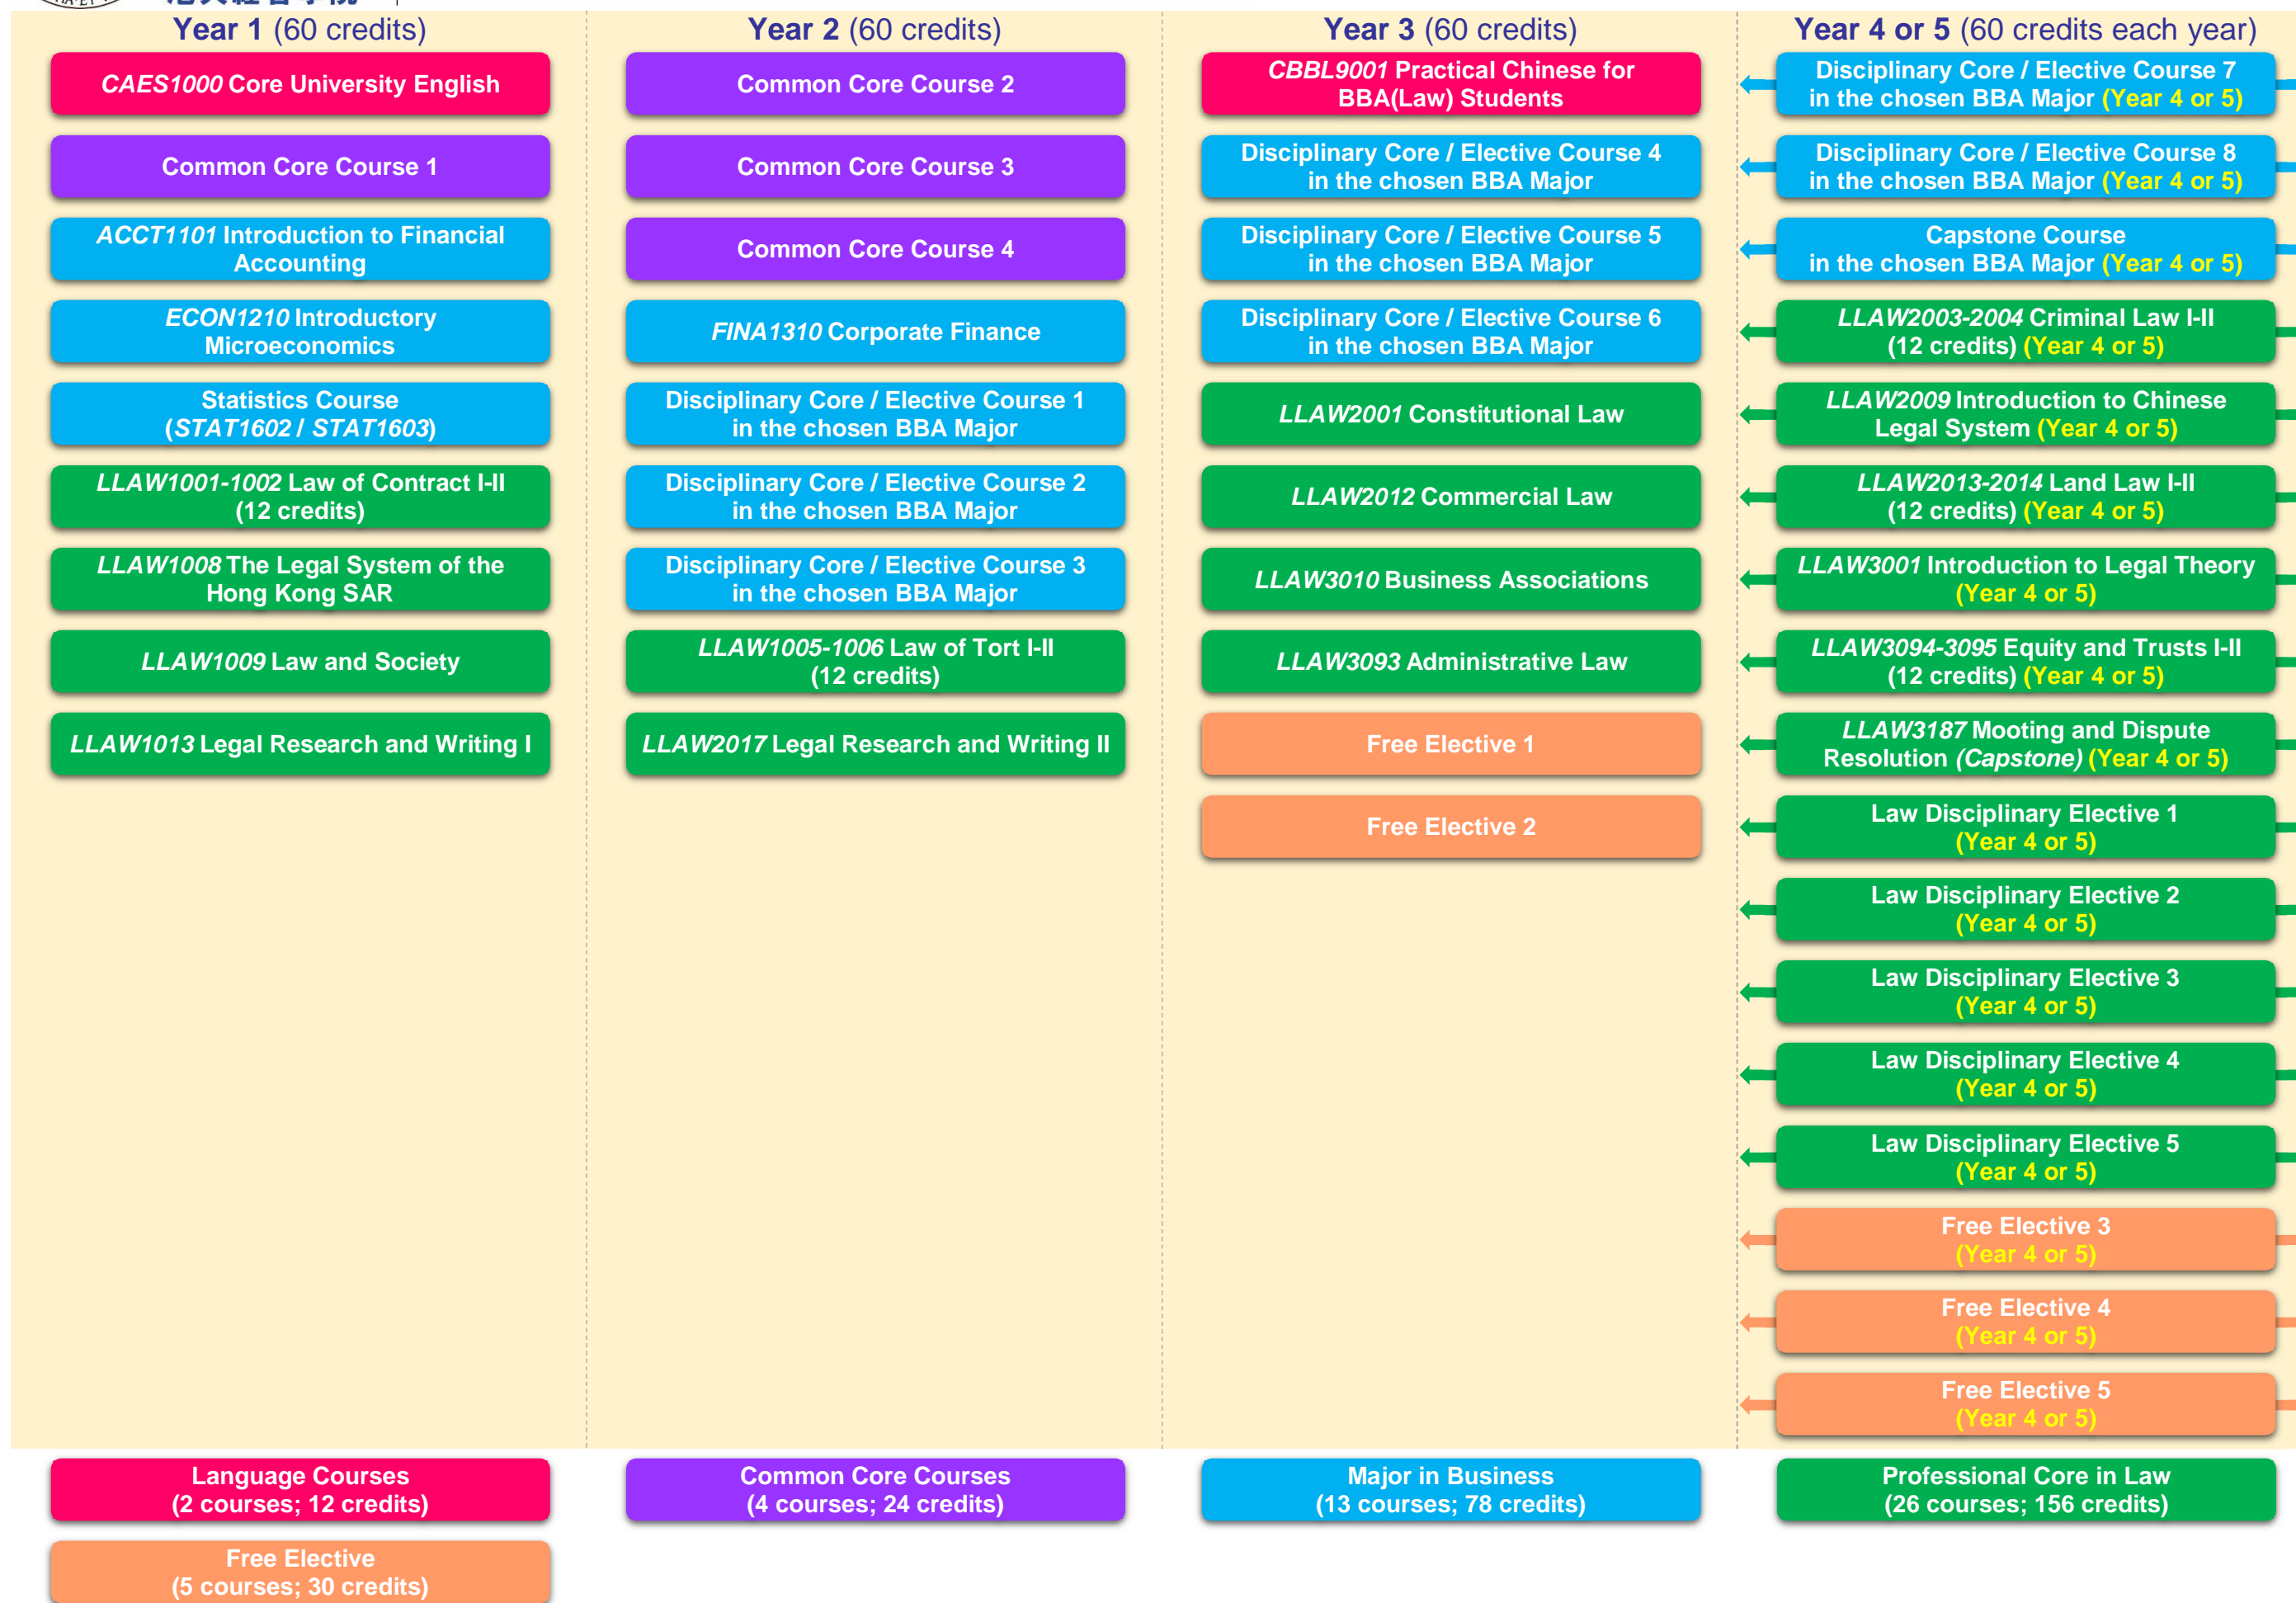 Year 1 (60 credits)
CAES1000 Core University English
Common Core Course 1
ACCT1101 Introduction to Financial
Accounting
ECON1210 Introductory
Microeconomics
Statistics Course
(STAT1602 / STAT1603)
LLAW1001-1002 Law of Contract I-II
(12 credits)
LLAW1008 The Legal System of the
Hong Kong SAR
LLAW1009 Law and Society
LLAW1013 Legal Research and Writing I
Year 2 (60 credits)
Common Core Course 2
Common Core Course 3
Common Core Course 4
FINA1310 Corporate Finance
Disciplinary Core / Elective Course 1
in the chosen BBA Major
Disciplinary Core / Elective Course 2
in the chosen BBA Major
Disciplinary Core / Elective Course 3
in the chosen BBA Major
LLAW1005-1006 Law of Tort I-II
(12 credits)
LLAW2017 Legal Research and Writing II
Year 3 (60 credits)
CBBL9001 Practical Chinese for
BBA(Law) Students
Disciplinary Core / Elective Course 4
in the chosen BBA Major
Disciplinary Core / Elective Course 5
in the chosen BBA Major
Disciplinary Core / Elective Course 6
in the chosen BBA Major
LLAW2001 Constitutional Law
LLAW2012 Commercial Law
LLAW3010 Business Associations
LLAW3093 Administrative Law
Free Elective 1
Free Elective 2
Year 4 or 5 (60 credits each year)
Disciplinary Core / Elective Course 7
in the chosen BBA Major (Year 4 or 5)
Disciplinary Core / Elective Course 8
in the chosen BBA Major (Year 4 or 5)
Capstone Course
in the chosen BBA Major (Year 4 or 5)
LLAW2003-2004 Criminal Law I-II
(12 credits) (Year 4 or 5)
LLAW2009 Introduction to Chinese
Legal System (Year 4 or 5)
LLAW2013-2014 Land Law I-II
(12 credits) (Year 4 or 5)
LLAW3001 Introduction to Legal Theory
(Year 4 or 5)
LLAW3094-3095 Equity and Trusts I-II
(12 credits) (Year 4 or 5)
LLAW3187 Mooting and Dispute
Resolution (Capstone) (Year 4 or 5)
Law Disciplinary Elective 1
(Year 4 or 5)
Law Disciplinary Elective 2
(Year 4 or 5)
Law Disciplinary Elective 3
(Year 4 or 5)
Law Disciplinary Elective 4
(Year 4 or 5)
Law Disciplinary Elective 5
(Year 4 or 5)
Free Elective 3
(Year 4 or 5)
Free Elective 4
(Year 4 or 5)
Free Elective 5
(Year 4 or 5)
Language Courses
(2 courses; 12 credits)
Common Core Courses
(4 courses; 24 credits)
Major in Business
(13 courses; 78 credits)
Professional Core in Law
(26 courses; 156 credits)
Free Elective
(5 courses; 30 credits)